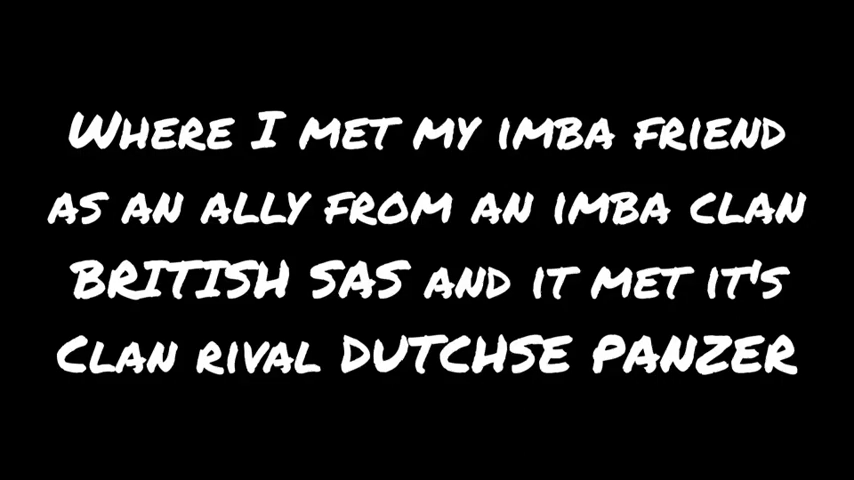 Where I met my imba friend
as an ally from an imba clan
BRITISH SAS and it met it's
Clan rival DUTCHSE PANZER